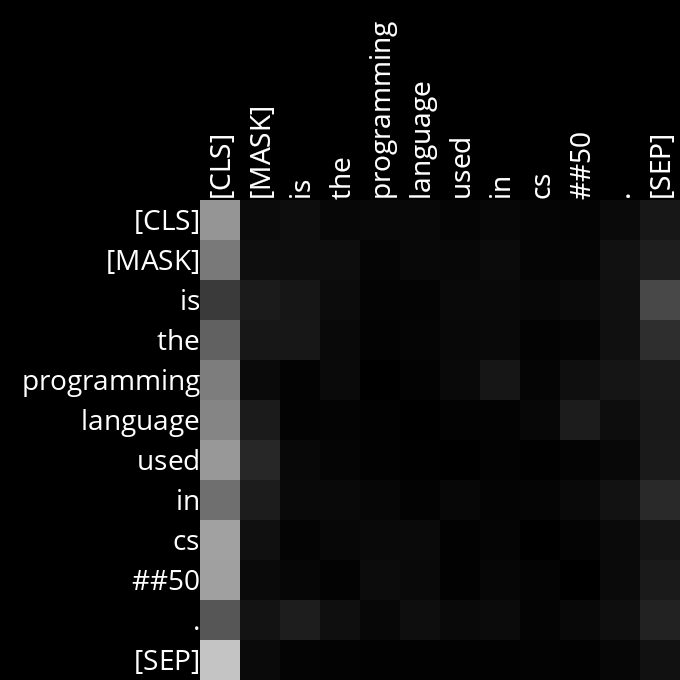 [CLS] [MASK] is the programming language used in cs ##50 . [SEP]
[CLS]
[MASK]
is
the
programming
language
used
in
cs
##50
.
[SEP]